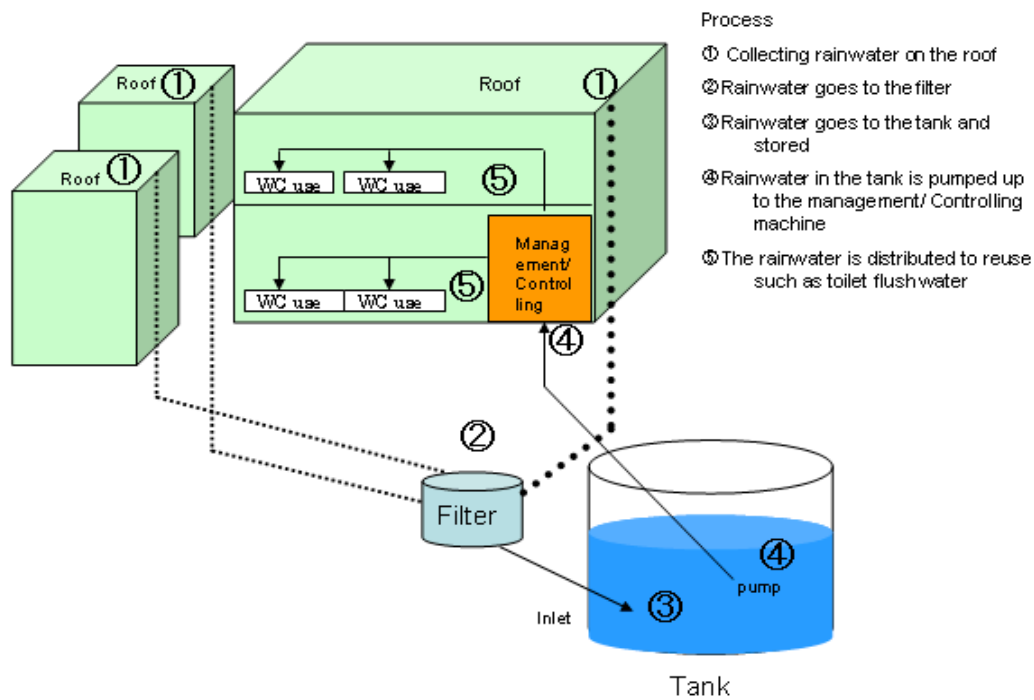 Process
① Collecting rainwater on the roof
②Rainwater goes to the filter
③Rainwater goes to the tank and
stored
④Rainwater in the tank is pumped up
to the management/ Controlling
machine
⑤The rainwater is distributed to reuse
such as toilet flush water
Roof ①
Roof ①
Roof ①
WC use
WC use
⑤
Manag
ement/
Control
ling
WC use
WC use
⑤
④
②
Filter
④
pump
③
Inlet
Tank